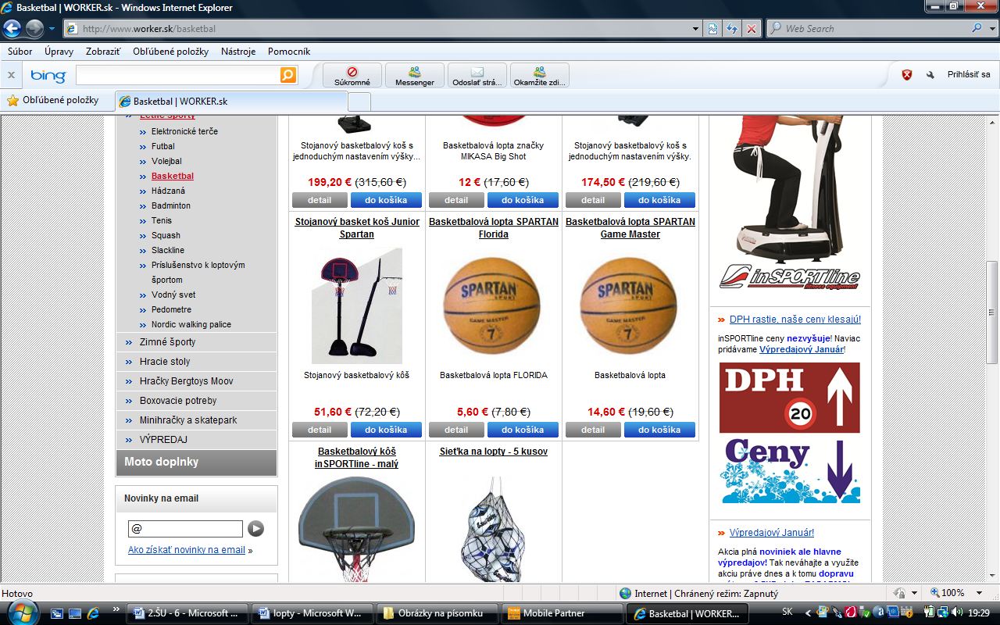 Basketbal | WORKER.sk - Windows Internet Explorer
http://www.worker.sk/basketbal
Web Search
Súbor Úpravy Zobraziť Obľúbené položky Nástroje Pomocník
x bing Súkromné Messenger Odoslať strá... Okamžite zdi... Prihlásiť sa
Obľúbené položky Basketbal | WORKER.sk
Letné športy
Elektronické terče
Futbal
Volejbal
Basketbal
Hádzaná
Badminton
Tenis
Squash
Slackline
Príslušenstvo k loptovým
športom
Vodný svet
Pedometre
Nordic walking palice
Zimné športy
Hracie stoly
Hračky Bergtoys Moov
Boxovacie potreby
Minihračky a skatepark
VÝPREDAJ
Moto doplnky
Novinky na email
@
Ako získať novinky na email »
Stojanový basketbalový koš s
jednoduchým nastavením výšky...
199,20 € (315,60 €)
detail do košíka
Basketbalová lopta značky
MIKASA Big Shot
12 € (17,60 €)
detail do košíka
Stojanový basketbalový koš s
jednoduchým nastavením výšky.
174,50 € (219,60 €)
detail do košíka
Stojanový basket koš Junior
Spartan
Stojanový basketbalový kôš
51,60 € (72,20 €)
detail do košíka
Basketbalová lopta SPARTAN
Florida
SPARTAN
SPORT
GAME MASTER
7
Basketbalová lopta FLORIDA
5,60 € (7,80 €)
detail do košíka
Basketbalová lopta SPARTAN
Game Master
SPARTAN
SPORT
GAME MASTER
7
Basketbalová lopta
14,60 € (19,60 €)
detail do košíka
Basketbalový kôš
inSPORTline - malý
Sieťka na lopty - 5 kusov
inSPORTline
fitness equipment
DPH rastie, naše ceny klesajú!
inSPORTline ceny nezvyšuje! Naviac
pridávame Výpredajový Január!
DPH
20
Ceny
Výpredajový Január!
Akcia plná noviniek ale hlavne
výpredajov! Tak neváhajte a využite
akciu práve dnes a k tomu dopravu
Hotovo Internet | Chránený režim: Zapnutý 100%
2.ŠU - 6 - Microsoft ... lopty - Microsoft W... Obrázky na písomku Mobile Partner Basketbal | WORKER... SK 19:29